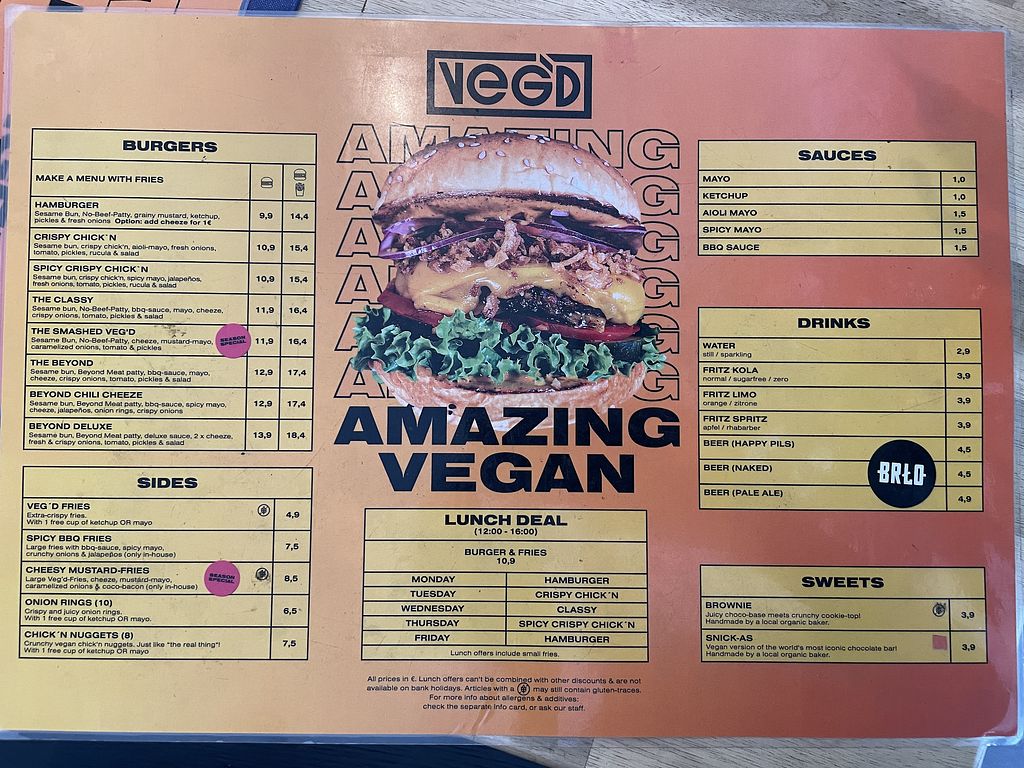 VEG'D
BURGERS
MAKE A MENU WITH FRIES
HAMBURGER
Sesame Bun, No-Beef-Patty, grainy mustard, ketchup,
pickles & fresh onions Option: add cheeze for 1€
9,9 14,4
CRISPY CHICK´N
Sesame bun, crispy chick'n, aioli-mayo, fresh onions,
tomato, pickles, rucula & salad
10,9 15,4
SPICY CRISPY CHICK´N
Sesame bun, crispy chick'n, spicy mayo, jalapeños,
fresh onions, tomato, pickles, rucula & salad
10,9 15,4
THE CLASSY
Sesame bun, No-Beef-Patty, bbq-sauce, mayo, cheeze,
crispy onions, tomato, pickles & salad
11,9 16,4
THE SMASHED VEG'D
Sesame Bun, No-Beef-Patty, cheeze, mustard-mayo,
caramelized onions, tomato & pickles
SEASON
SPECIAL
11,9 16,4
THE BEYOND
Sesame bun, Beyond Meat patty, bbq-sauce, mayo,
cheeze, crispy onions, tomato, pickles & salad
12,9 17,4
BEYOND CHILI CHEEZE
Sesame bun, Beyond Meat patty, bbq-sauce, spicy mayo,
cheeze, jalapeños, onion rings, crispy onions
12,9 17,4
BEYOND DELUXE
Sesame bun, Beyond Meat patty, deluxe sauce, 2 x cheeze,
fresh & crispy onions, tomato, pickles & salad
13,9 18,4
SIDES
VEG´D FRIES
Extra-crispy fries.
With 1 free cup of ketchup OR mayo
4,9
SPICY BBQ FRIES
Large fries with bbq-sauce, spicy mayo,
crunchy onions & jalapeños (only in-house)
7,5
CHEESY MUSTARD-FRIES
Large Veg'd-Fries, cheeze, mustard-mayo,
caramelized onions & coco-bacon (only in-house)
SEASON
SPECIAL
8,5
ONION RINGS (10)
Crispy and juicy onion rings.
With 1 free cup of ketchup OR mayo.
6,5
CHICK´N NUGGETS (8)
Crunchy vegan chick'n nuggets. Just like "the real thing"!
With 1 free cup of ketchup OR mayo
7,5
AMAZING
AMAZING
AMAZING
AMAZING
AMAZING
AMAZING
AMAZING
VEGAN
LUNCH DEAL
(12:00 - 16:00)
BURGER & FRIES
10,9
MONDAY HAMBURGER
TUESDAY CRISPY CHICK´N
WEDNESDAY CLASSY
THURSDAY SPICY CRISPY CHICK´N
FRIDAY HAMBURGER
Lunch offers include small fries.
All prices in €. Lunch offers can't be combined with other discounts & are not
available on bank holidays. Articles with a may still contain gluten-traces.
For more info about allergens & additives:
check the separate info card, or ask our staff.
SAUCES
MAYO 1,0
KETCHUP 1,0
AIOLI MAYO 1,5
SPICY MAYO 1,5
BBQ SAUCE 1,5
DRINKS
WATER
still / sparkling
2,9
FRITZ KOLA
normal / sugarfree / zero
3,9
FRITZ LIMO
orange / zitrone
3,9
FRITZ SPRITZ
apfel / rhabarber
3,9
BEER (HAPPY PILS) 4,5
BEER (NAKED) 4,5
BEER (PALE ALE) 4,9
BRŁO
SWEETS
BROWNIE
Juicy choco-base meets crunchy cookie-top!
Handmade by a local organic baker.
3,9
SNICK-AS
Vegan version of the world's most iconic chocolate bar!
Handmade by a local organic baker.
3,9